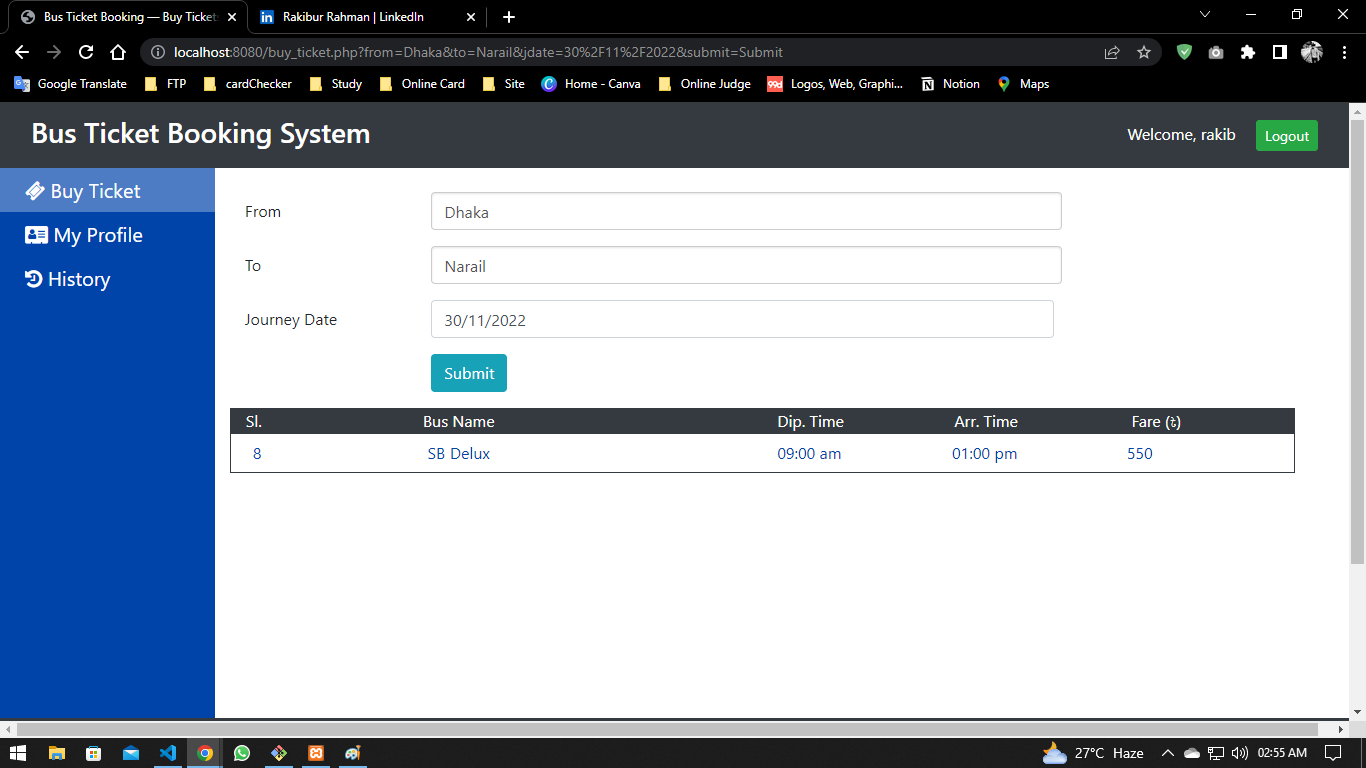 Bus Ticket Booking — Buy Ticket
Rakibur Rahman | LinkedIn
localhost:8080/buy_ticket.php?from=Dhaka&to=Narail&jdate=30%2F11%2F2022&submit=Submit
Google Translate FTP cardChecker Study Online Card Site Home - Canva Online Judge 99d Logos, Web, Graphi... Notion Maps
Bus Ticket Booking System
Welcome, rakib Logout
Buy Ticket
My Profile
History
From Dhaka
To Narail
Journey Date 30/11/2022
Submit
Sl. Bus Name Dip. Time Arr. Time Fare (৳)
8 SB Delux 09:00 am 01:00 pm 550
27°C Haze 02:55 AM